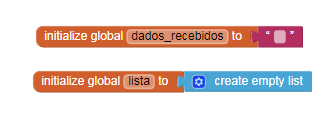 initialize global dados_recebidos to " "
initialize global lista to create empty list